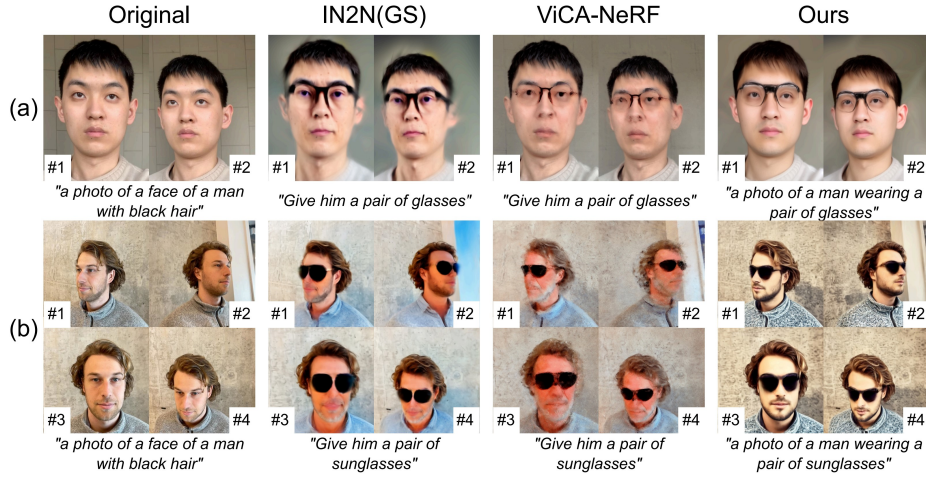 Original IN2N(GS) ViCA-NeRF Ours
(a)
#1 #2 #1 #2 #1 #2 #1 #2
"a photo of a face of a man
with black hair"
"Give him a pair of glasses"
"Give him a pair of glasses"
"a photo of a man wearing a
pair of glasses"
(b)
#1 #2 #1 #2 #1 #2 #1 #2
#3 #4 #3 #4 #3 #4 #3 #4
"a photo of a face of a man
with black hair"
"Give him a pair of
sunglasses"
"Give him a pair of
sunglasses"
"a photo of a man wearing a
pair of sunglasses"